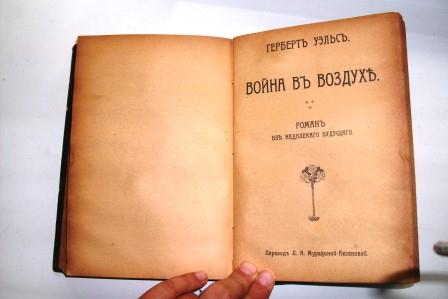 ГЕРБЕРТЪ УЭЛЬСЪ.
ВОЙНА ВЪ ВОЗДУХѢ.
РОМАНЪ
ИЗЪ НЕДАЛЕКАГО БУДУЩАГО.
Переводъ Л. А. Мурахиной-Аксеновой.